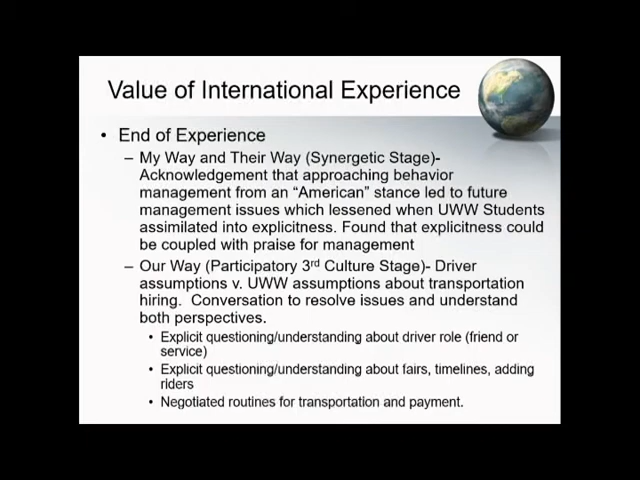 Value of International Experience
• End of Experience
– My Way and Their Way (Synergetic Stage)-
Acknowledgement that approaching behavior
management from an “American” stance led to future
management issues which lessened when UWW Students
assimilated into explicitness. Found that explicitness could
be coupled with praise for management
– Our Way (Participatory 3rd Culture Stage)- Driver
assumptions v. UWW assumptions about transportation
hiring. Conversation to resolve issues and understand
both perspectives.
• Explicit questioning/understanding about driver role (friend or
service)
• Explicit questioning/understanding about fairs, timelines, adding
riders
• Negotiated routines for transportation and payment.